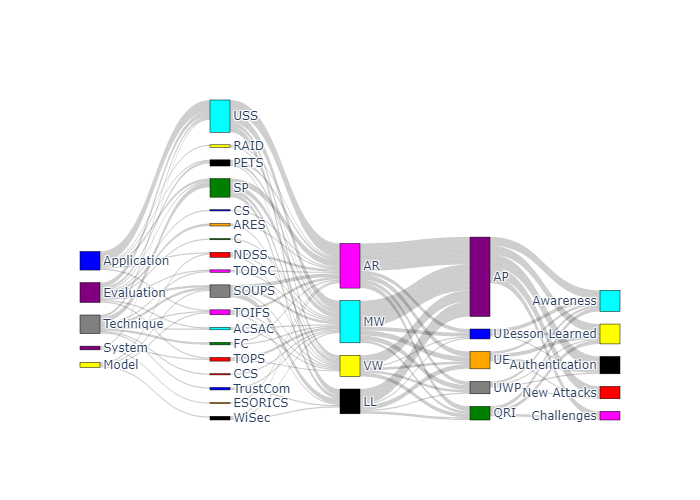 Application
Evaluation
Technique
System
Model
USS
RAID
PETS
SP
CS
ARES
C
NDSS
TODSC
SOUPS
TOIFS
ACSAC
FC
TOPS
CCS
TrustCom
ESORICS
WiSec
AR
MW
VW
LL
AP
UE
UWP
QRI
Awareness
Lesson Learned
Authentication
New Attacks
Challenges